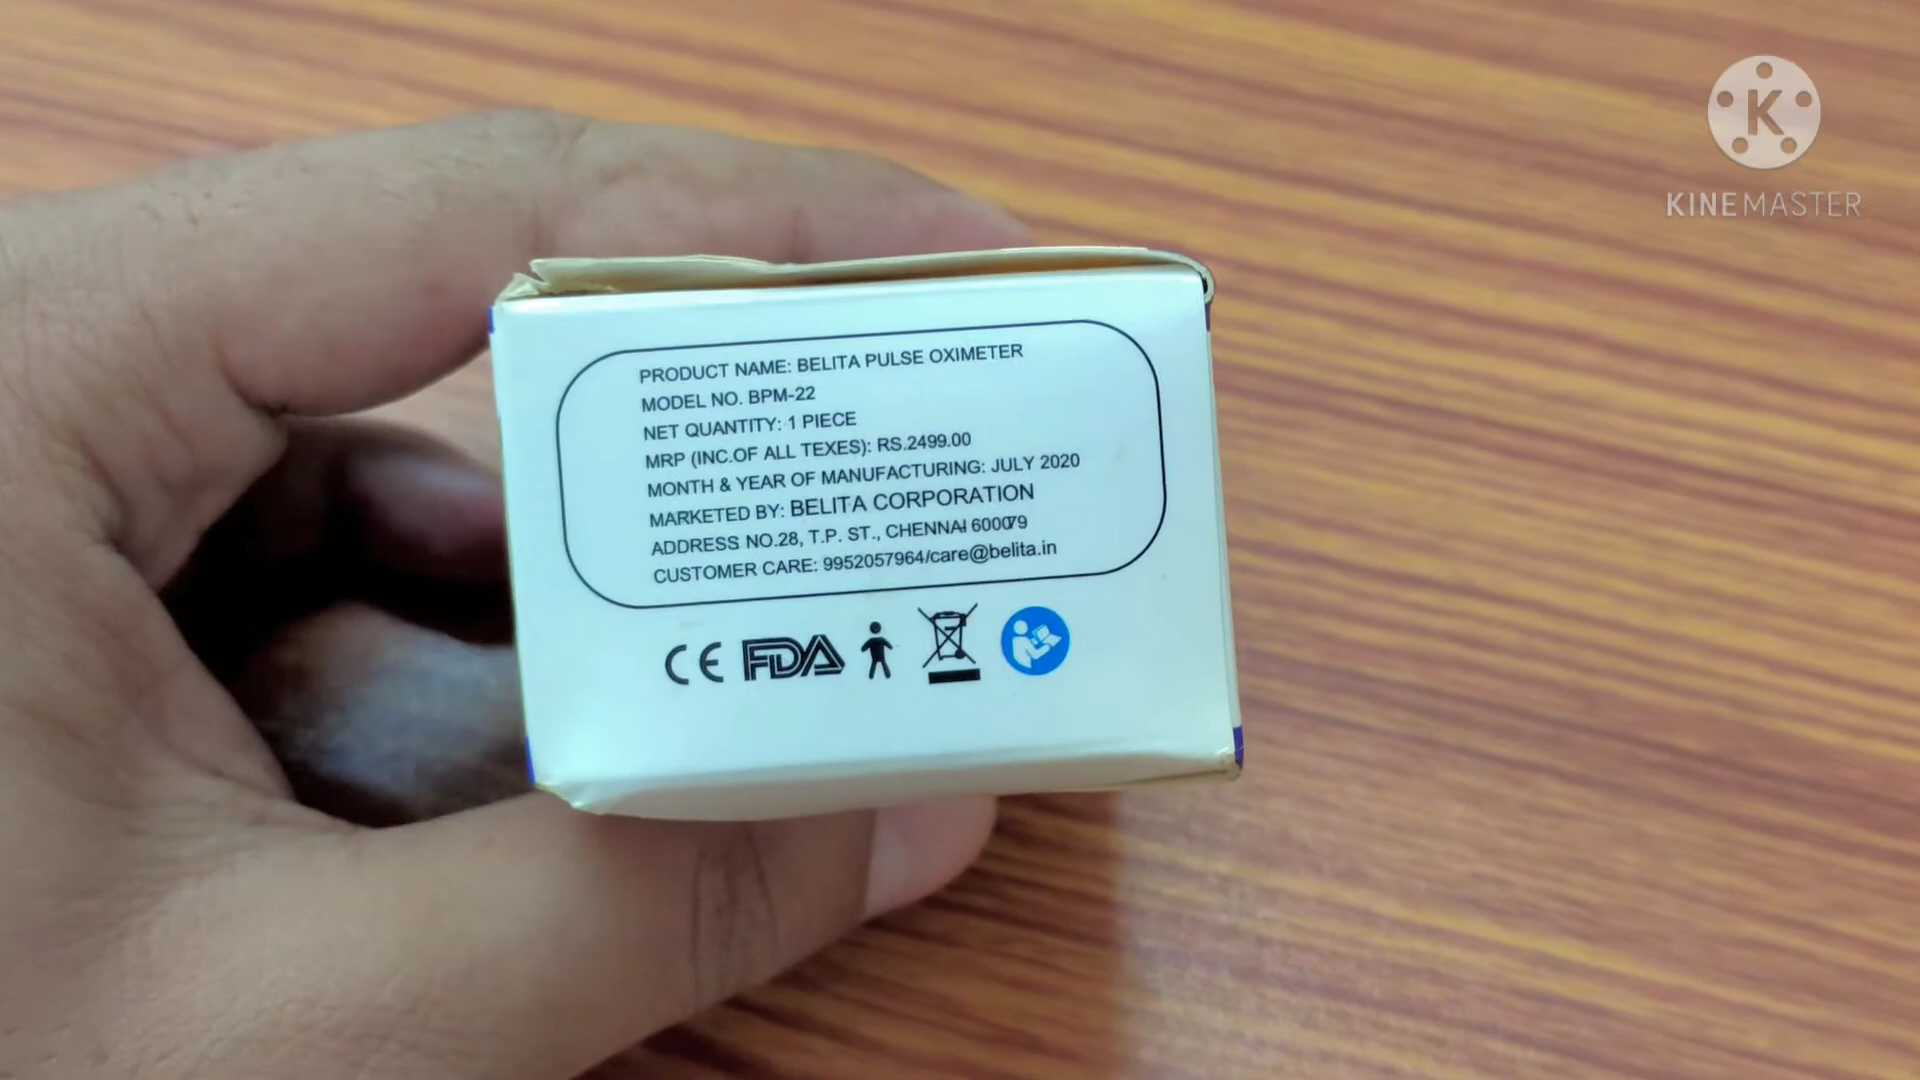 K
KINEMASTER
PRODUCT NAME: BELITA PULSE OXIMETER
MODEL NO. BPM-22
NET QUANTITY: 1 PIECE
MRP (INC.OF ALL TEXES): RS.2499.00
MONTH & YEAR OF MANUFACTURING: JULY 2020
MARKETED BY: BELITA CORPORATION
ADDRESS NO.28, T.P. ST., CHENNAI 600079
CUSTOMER CARE: 9952057964/care@belita.in
CE FDA